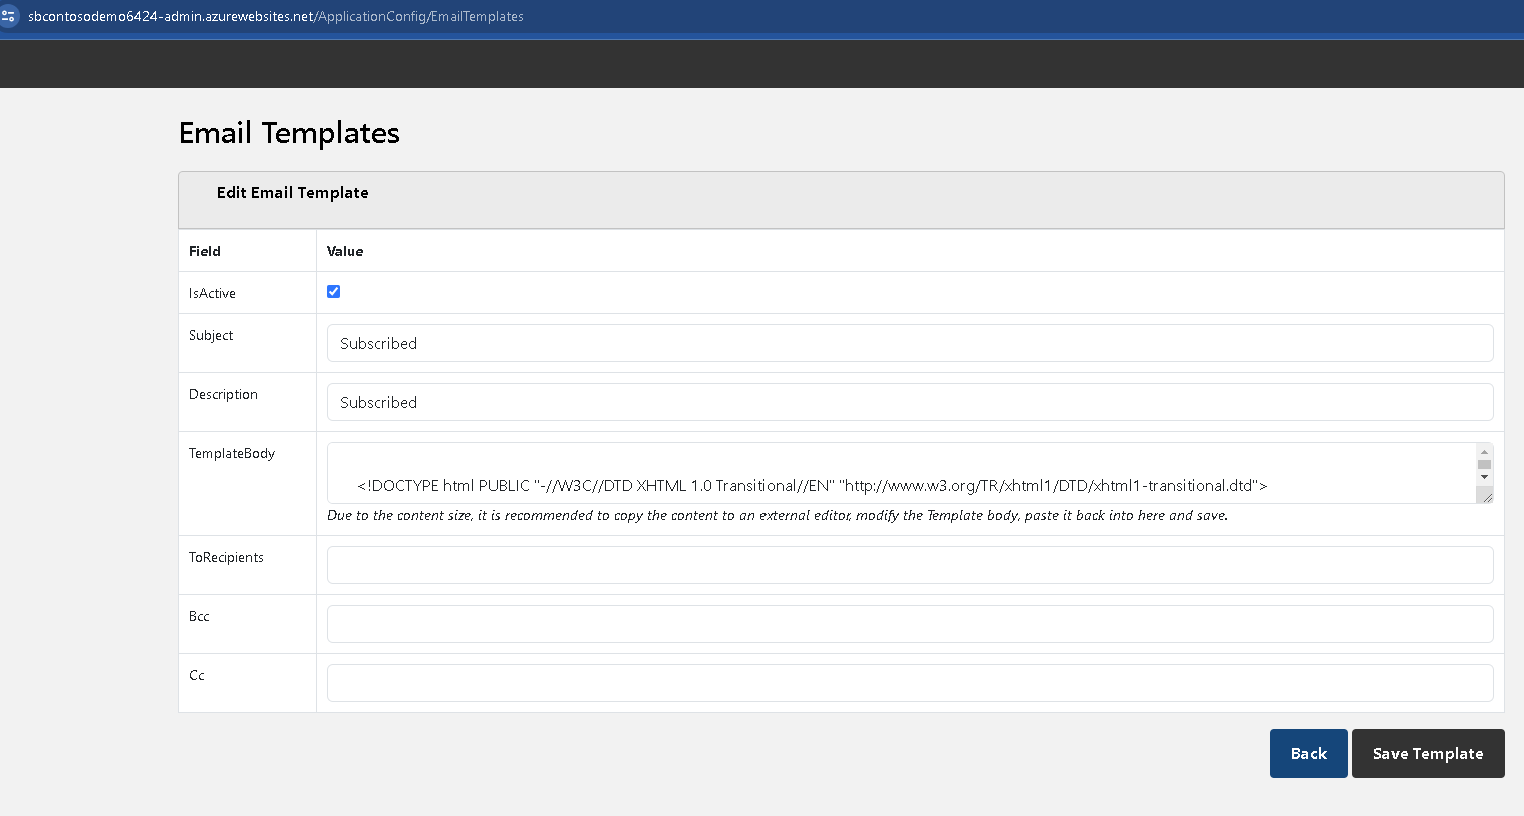 sbcontosodemo6424-admin.azurewebsites.net/ApplicationConfig/EmailTemplates
Email Templates
Edit Email Template
Field Value
IsActive
Subject Subscribed
Description Subscribed
TemplateBody
<!DOCTYPE html PUBLIC "-//W3C//DTD XHTML 1.0 Transitional//EN" "http://www.w3.org/TR/xhtml1/DTD/xhtml1-transitional.dtd">
Due to the content size, it is recommended to copy the content to an external editor, modify the Template body, paste it back into here and save.
ToRecipients
Bcc
Cc
Back Save Template